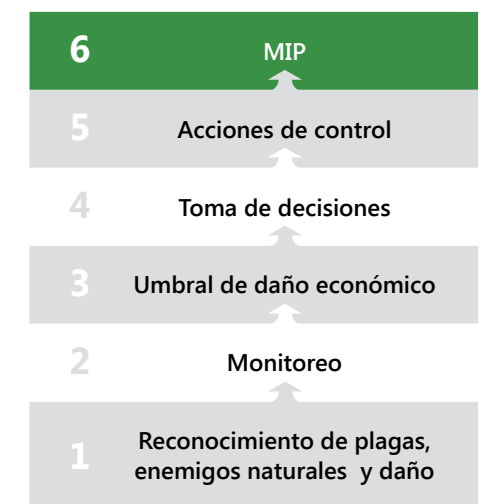 6 MIP
5 Acciones de control
4 Toma de decisiones
3 Umbral de daño económico
2 Monitoreo
1 Reconocimiento de plagas,
enemigos naturales y daño